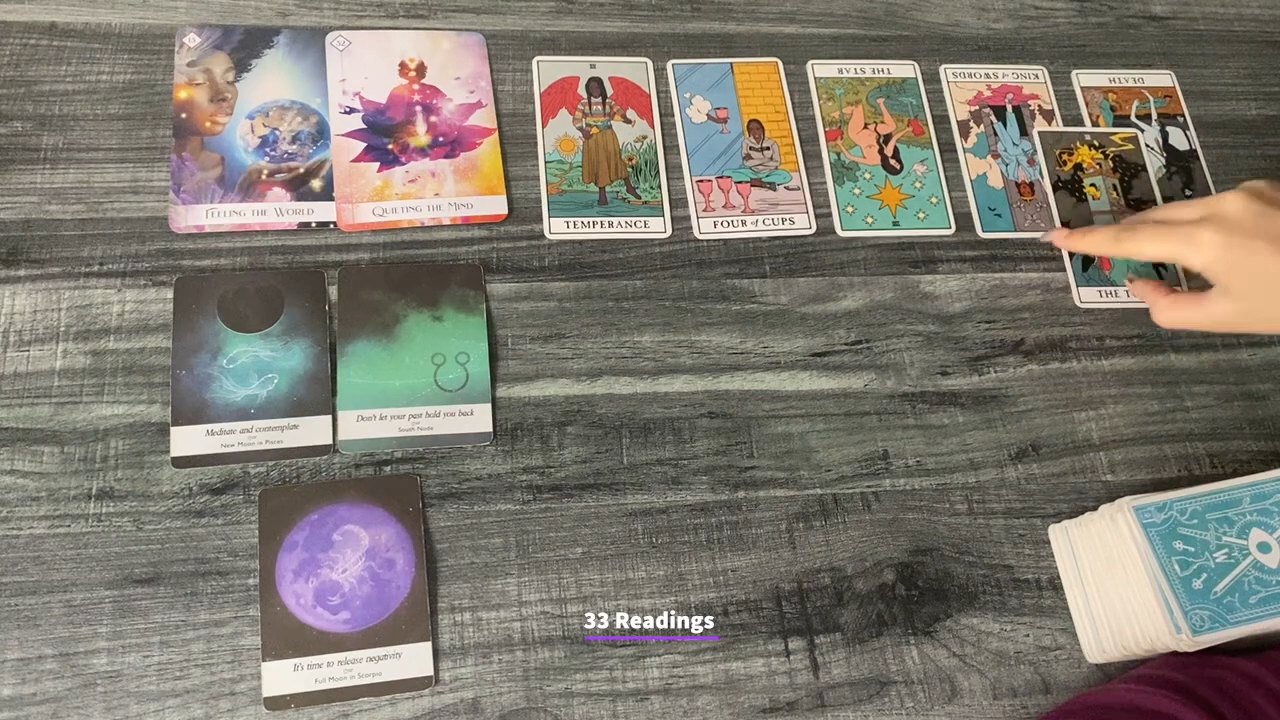 FEELING THE WORLD
52
QUIETING THE MIND
TEMPERANCE
FOUR of CUPS
THE STAR
KING of SWORDS
DEATH
THE
Meditate and contemplate
New Moon in Pisces
Don't let your past hold you back
South Node
It's time to release negativity
Full Moon in Scorpio
33 Readings